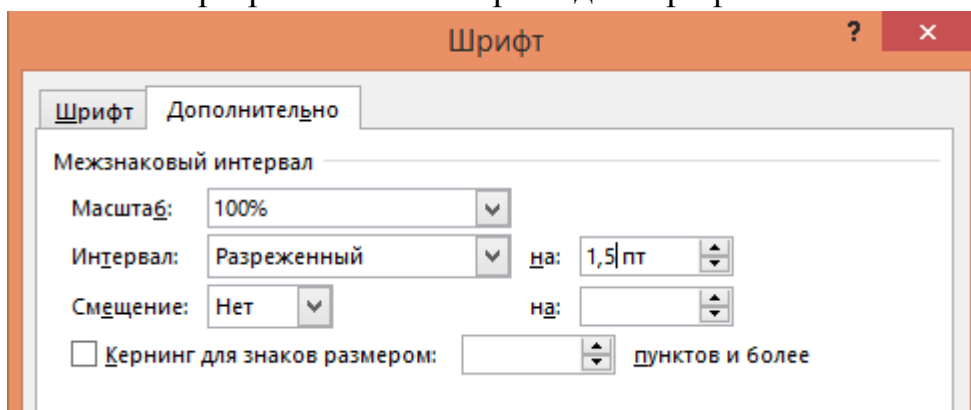 Шрифт ?
Шрифт Дополнительно
Межзнаковый интервал
Масштаб: 100%
Интервал: Разреженный на: 1,5 пт
Смещение: Нет на:
Кернинг для знаков размером: пунктов и более